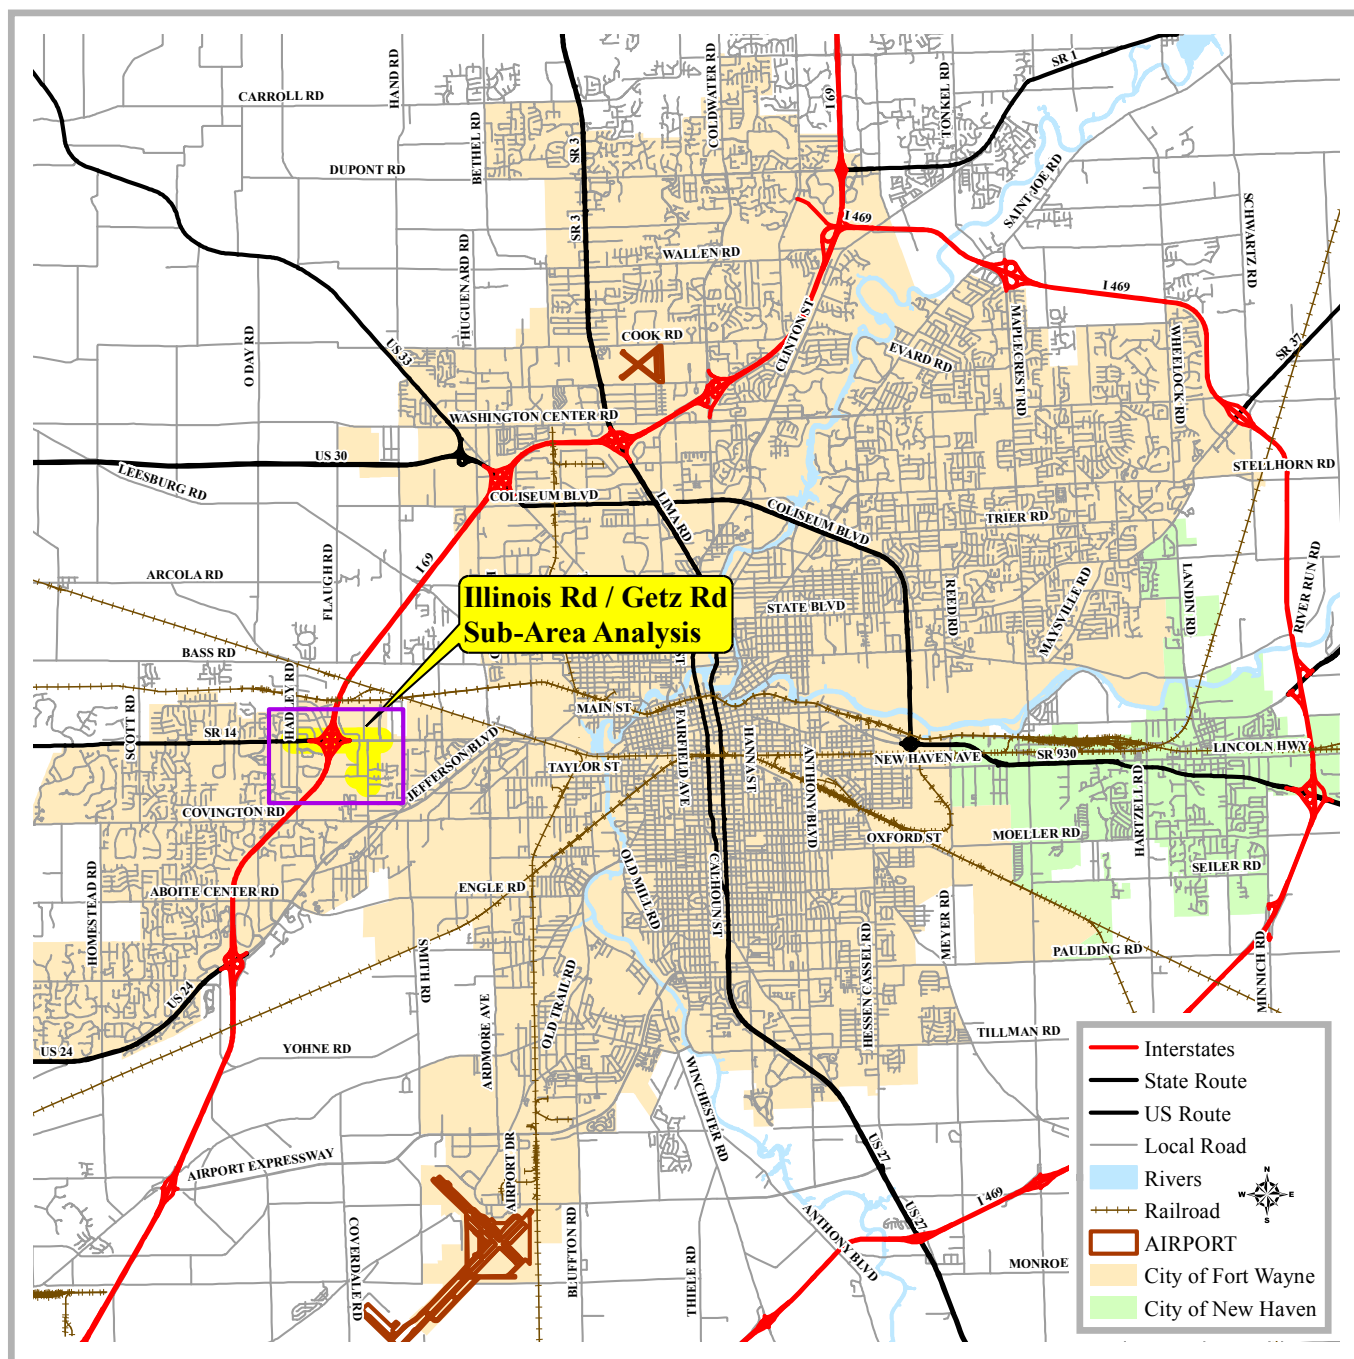 CARROLL RD
HAND RD
BETHEL RD
DUPONT RD
SR 3
SR 3
COLDWATER RD
I 69
TONKEL RD
SR 1
SAINT JOE RD
SCHWARTZ RD
I 469
I 469
WALLEN RD
HUGUENARD RD
O DAY RD
US 33
COOK RD
CLINTON ST
EVARD RD
MAPLECREST RD
WHEELOCK RD
SR 37
WASHINGTON CENTER RD
US 30
LEESBURG RD
COLISEUM BLVD
LIMA RD
COLISEUM BLVD
STELLHORN RD
TRIER RD
ARCOLA RD
FLAUGH RD
I 69
Illinois Rd / Getz Rd
Sub-Area Analysis
STATE BLVD
REED RD
MAYSVILLE RD
LANDIN RD
RIVER RUN RD
BASS RD
HADLEY RD
SCOTT RD
SR 14
JEFFERSON BLVD
MAIN ST
TAYLOR ST
FAIRFIELD AVE
HANNA ST
ANTHONY BLVD
NEW HAVEN AVE
SR 930
LINCOLN HWY
HARTZELL RD
COVINGTON RD
OXFORD ST
MOELLER RD
SEILER RD
HOMESTEAD RD
ABOITE CENTER RD
ENGLE RD
OLD MILL RD
CALHOUN ST
MEYER RD
HESSEN CASSEL RD
PAULDING RD
MINNICH RD
SMITH RD
US 24
US 24
YOHNE RD
ARDMORE AVE
OLD TRAIL RD
WINCHESTER RD
TILLMAN RD
AIRPORT EXPRESSWAY
AIRPORT DR
COVERDALE RD
BLUFFTON RD
THIELE RD
ANTHONY BLVD
US 27
US 27
I 469
MONROE
Interstates
State Route
US Route
Local Road
Rivers
Railroad
AIRPORT
City of Fort Wayne
City of New Haven
N
W
E
S